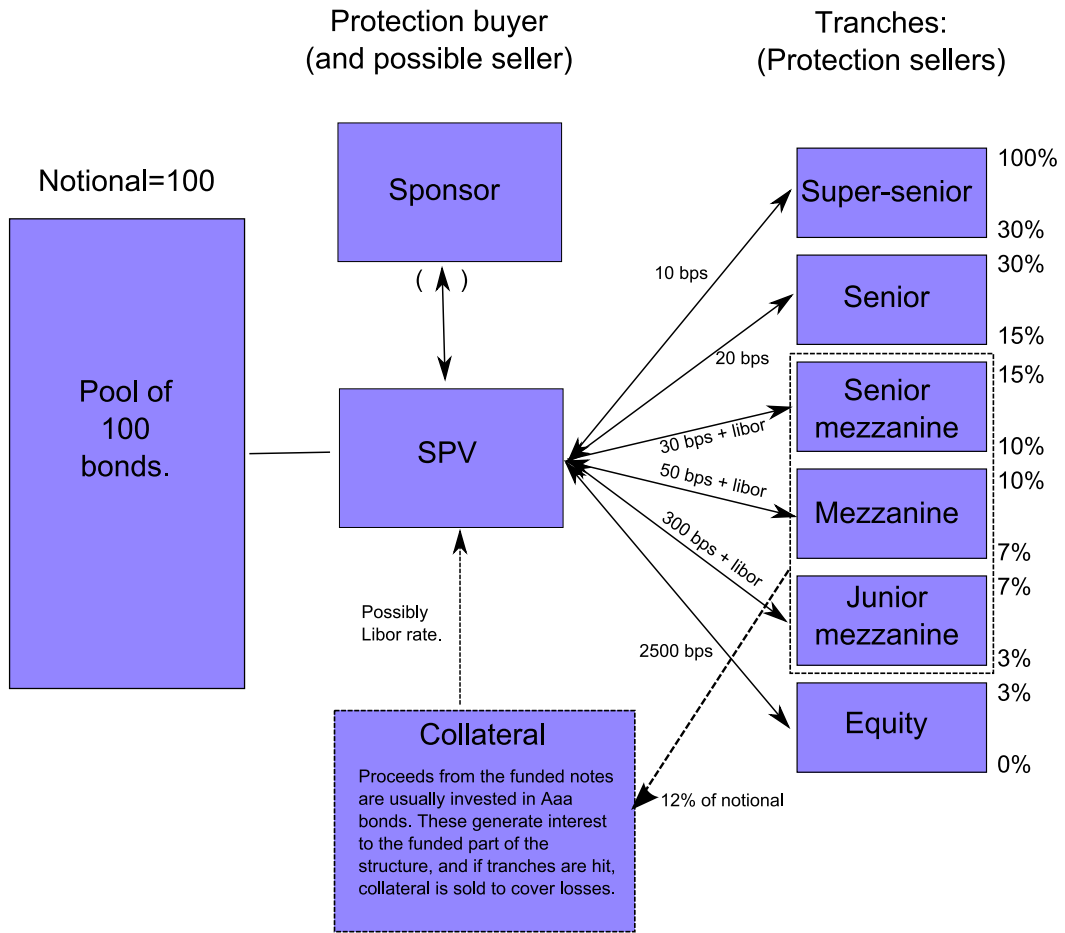 Protection buyer
(and possible seller)
Tranches:
(Protection sellers)
Notional=100
Pool of
100
bonds.
Sponsor
( )
SPV
Possibly
Libor rate.
Collateral
Proceeds from the funded notes
are usually invested in Aaa
bonds. These generate interest
to the funded part of the
structure, and if tranches are hit,
collateral is sold to cover losses.
10 bps
20 bps
30 bps + libor
50 bps + libor
300 bps + libor
2500 bps
12% of notional
Super-senior
100%
30%
Senior
30%
15%
Senior
mezzanine
15%
10%
Mezzanine
10%
7%
Junior
mezzanine
7%
3%
Equity
3%
0%